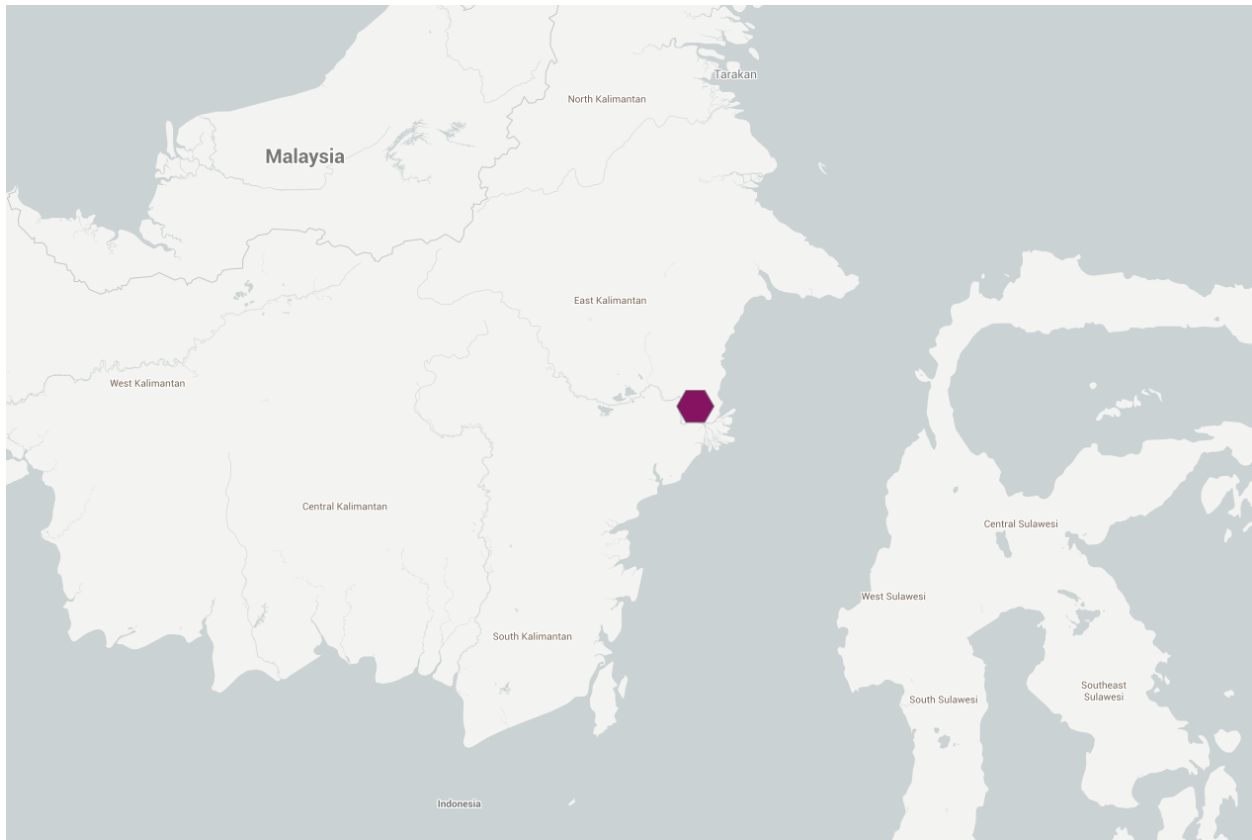 Tarakan
North Kalimantan
Malaysia
East Kalimantan
West Kalimantan
Central Kalimantan
Central Sulawesi
West Sulawesi
South Kalimantan
Southeast
Sulawesi
South Sulawesi
Indonesia